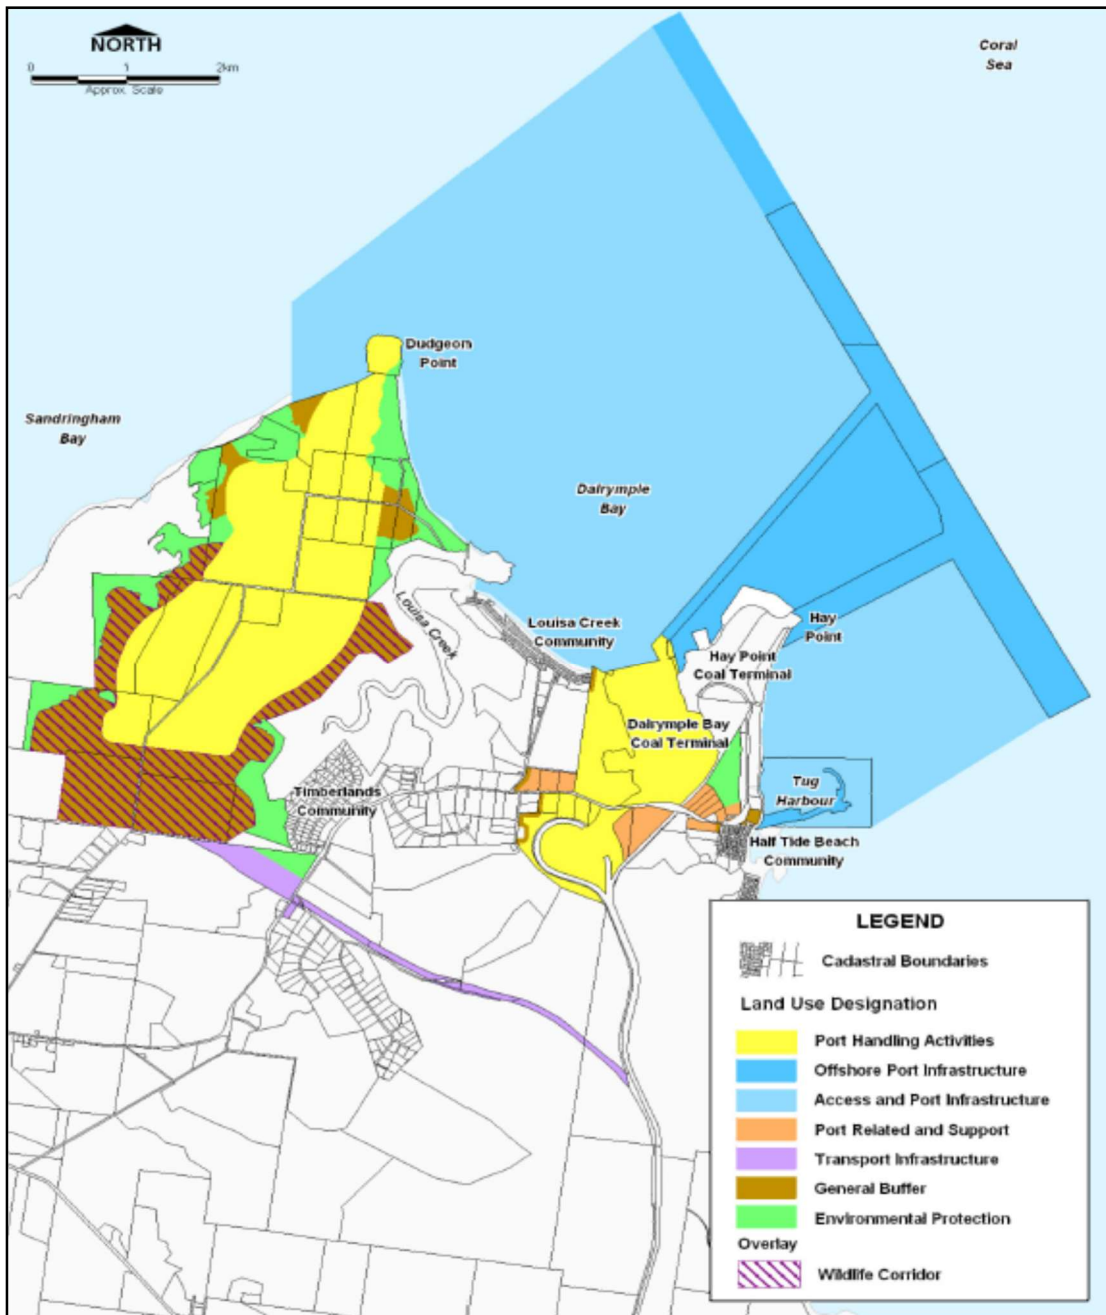 NORTH
0 1 2km
Approx. Scale
Coral
Sea
Dudgeon
Point
Sandringham
Bay
Dalrymple
Bay
Louisa Creek
Louisa Creek
Community
Hay
Point
Hay Point
Coal Terminal
Dalrymple Bay
Coal Terminal
Timberlands
Community
Tug
Harbour
Half Tide Beach
Community
LEGEND
Cadastral Boundaries
Land Use Designation
Port Handling Activities
Offshore Port Infrastructure
Access and Port Infrastructure
Port Related and Support
Transport Infrastructure
General Buffer
Environmental Protection
Overlay
Wildlife Corridor